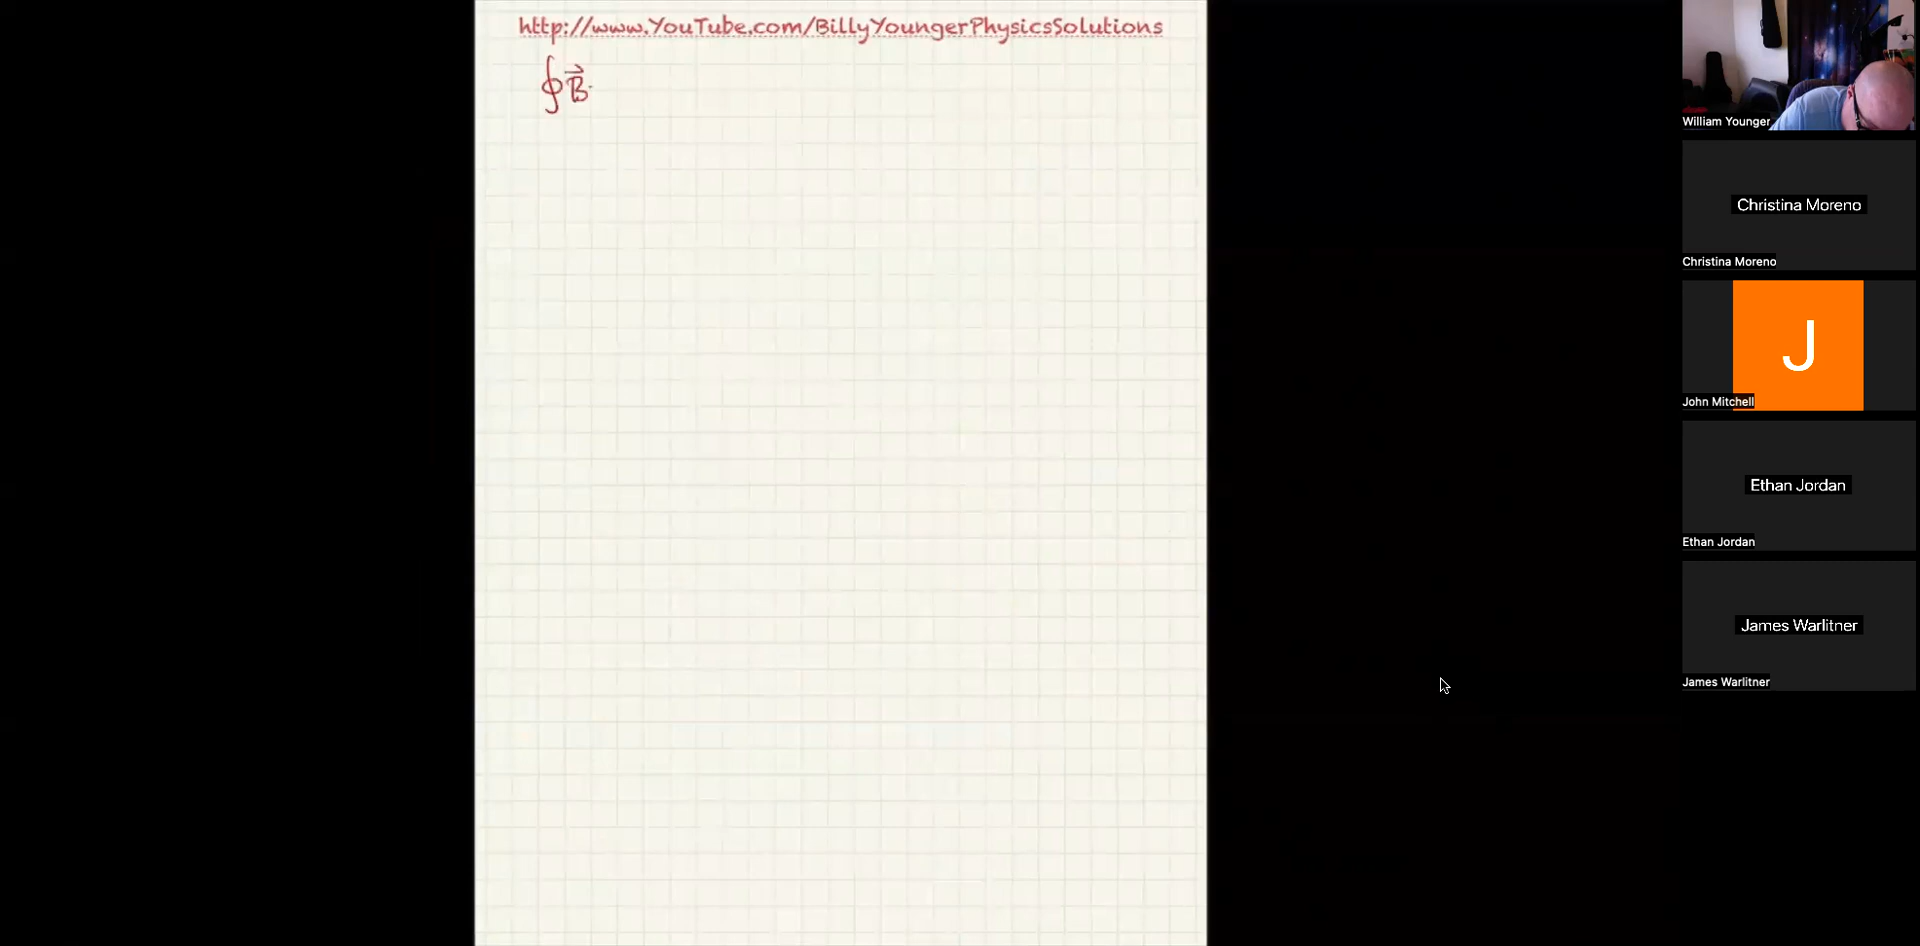 http://www.YouTube.com/BillyYoungerPhysicsSolutions
∮B⃗·
William Younger
Christina Moreno
Christina Moreno
J
John Mitchell
Ethan Jordan
Ethan Jordan
James Warlitner
James Warlitner